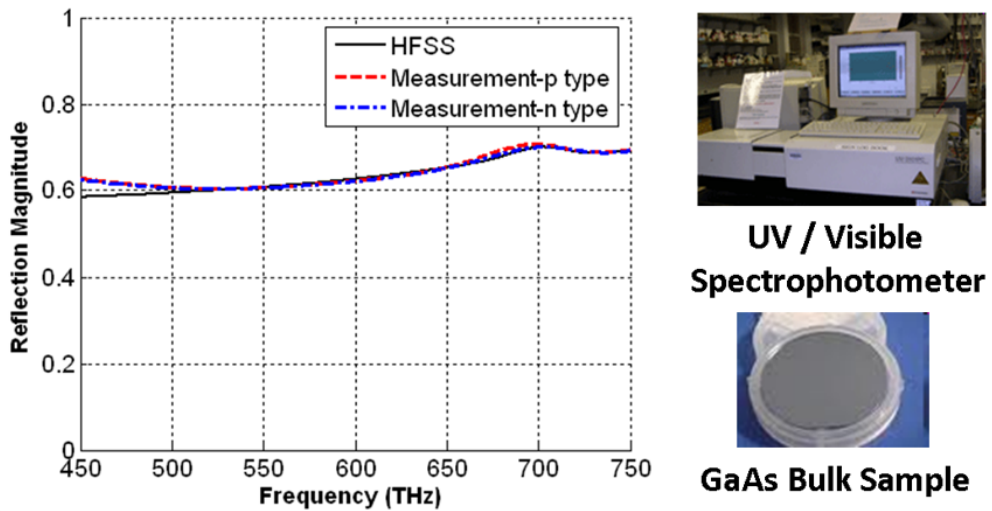 1
0.8
0.6
0.4
0.2
0
450
500
550
600
650
700
750
Reflection Magnitude
Frequency (THz)
HFSS
Measurement-p type
Measurement-n type
UV / Visible
Spectrophotometer
GaAs Bulk Sample